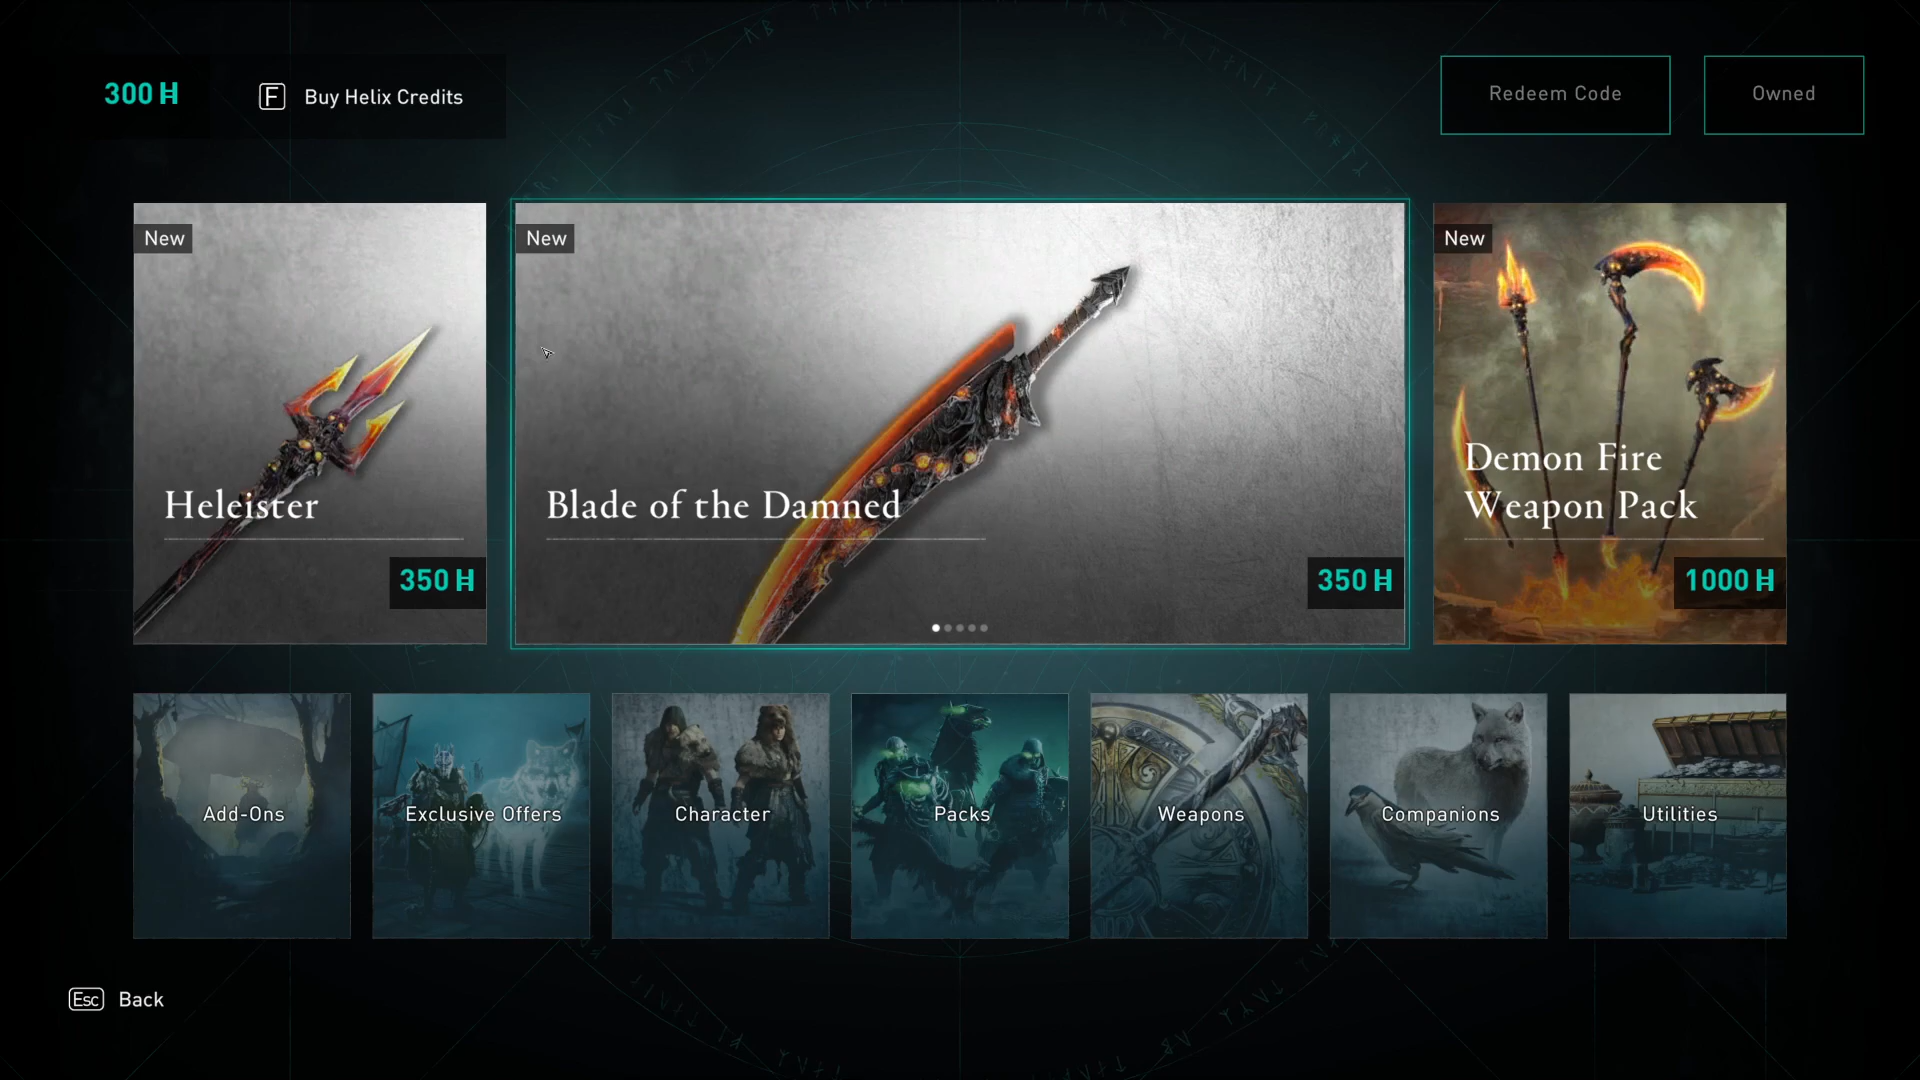 300 H
F Buy Helix Credits
Redeem Code
Owned
New
Heleister
350 H
New
Blade of the Damned
350 H
New
Demon Fire
Weapon Pack
1000 H
Add-Ons
Exclusive Offers
Character
Packs
Weapons
Companions
Utilities
Esc Back